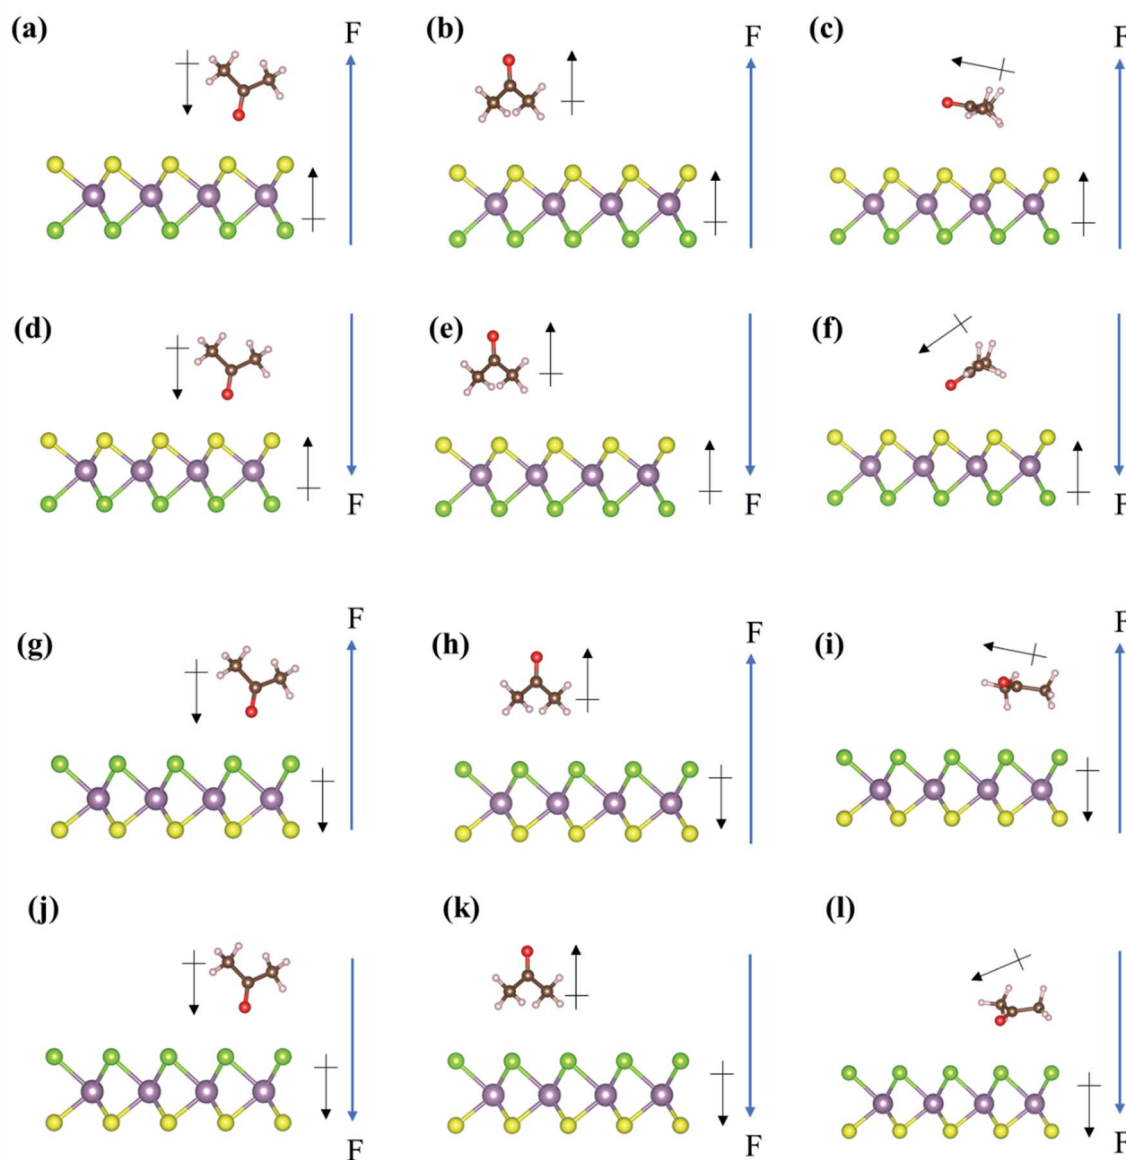 (a) F (b) F (c) F
(d) (e) (f)
F F F
(g) F (h) F (i) F
(j) (k) (l)
F F F